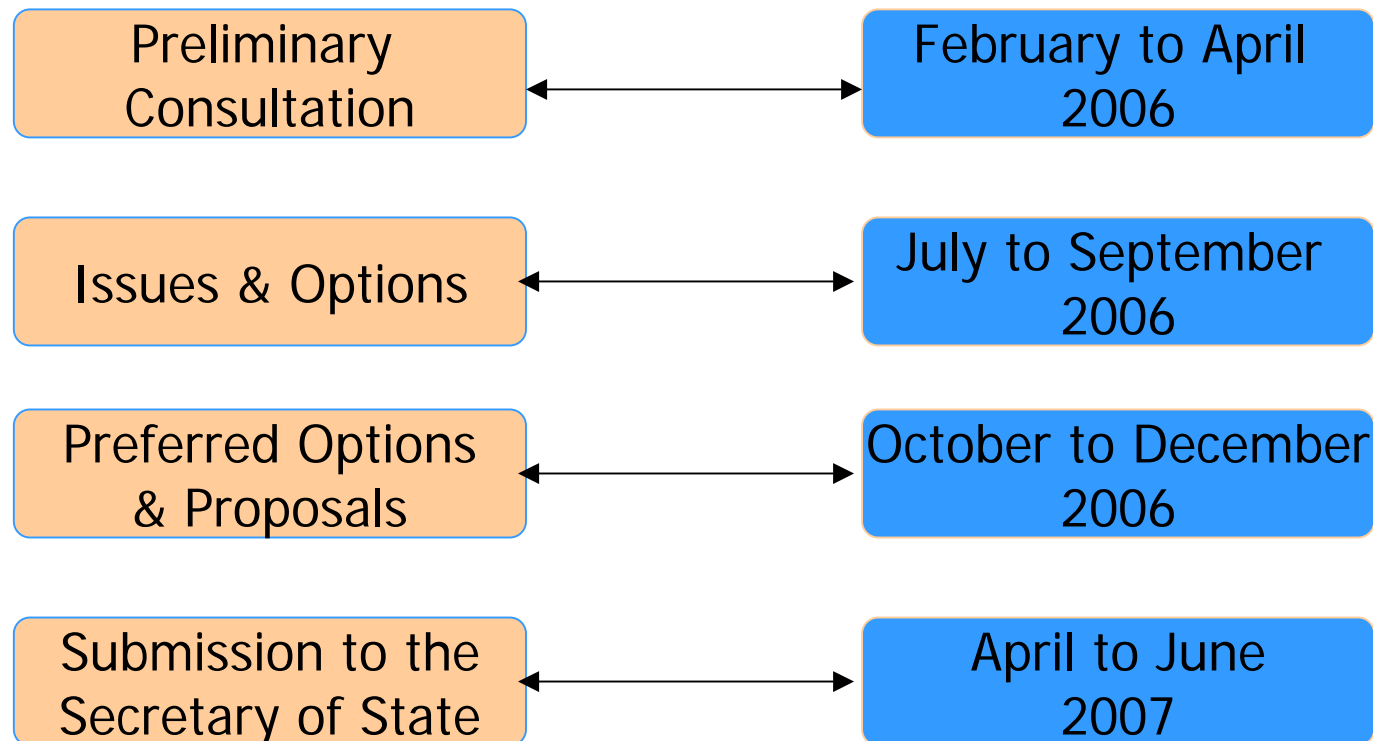 Preliminary
Consultation
February to April
2006
Issues & Options
July to September
2006
Preferred Options
& Proposals
October to December
2006
Submission to the
Secretary of State
April to June
2007